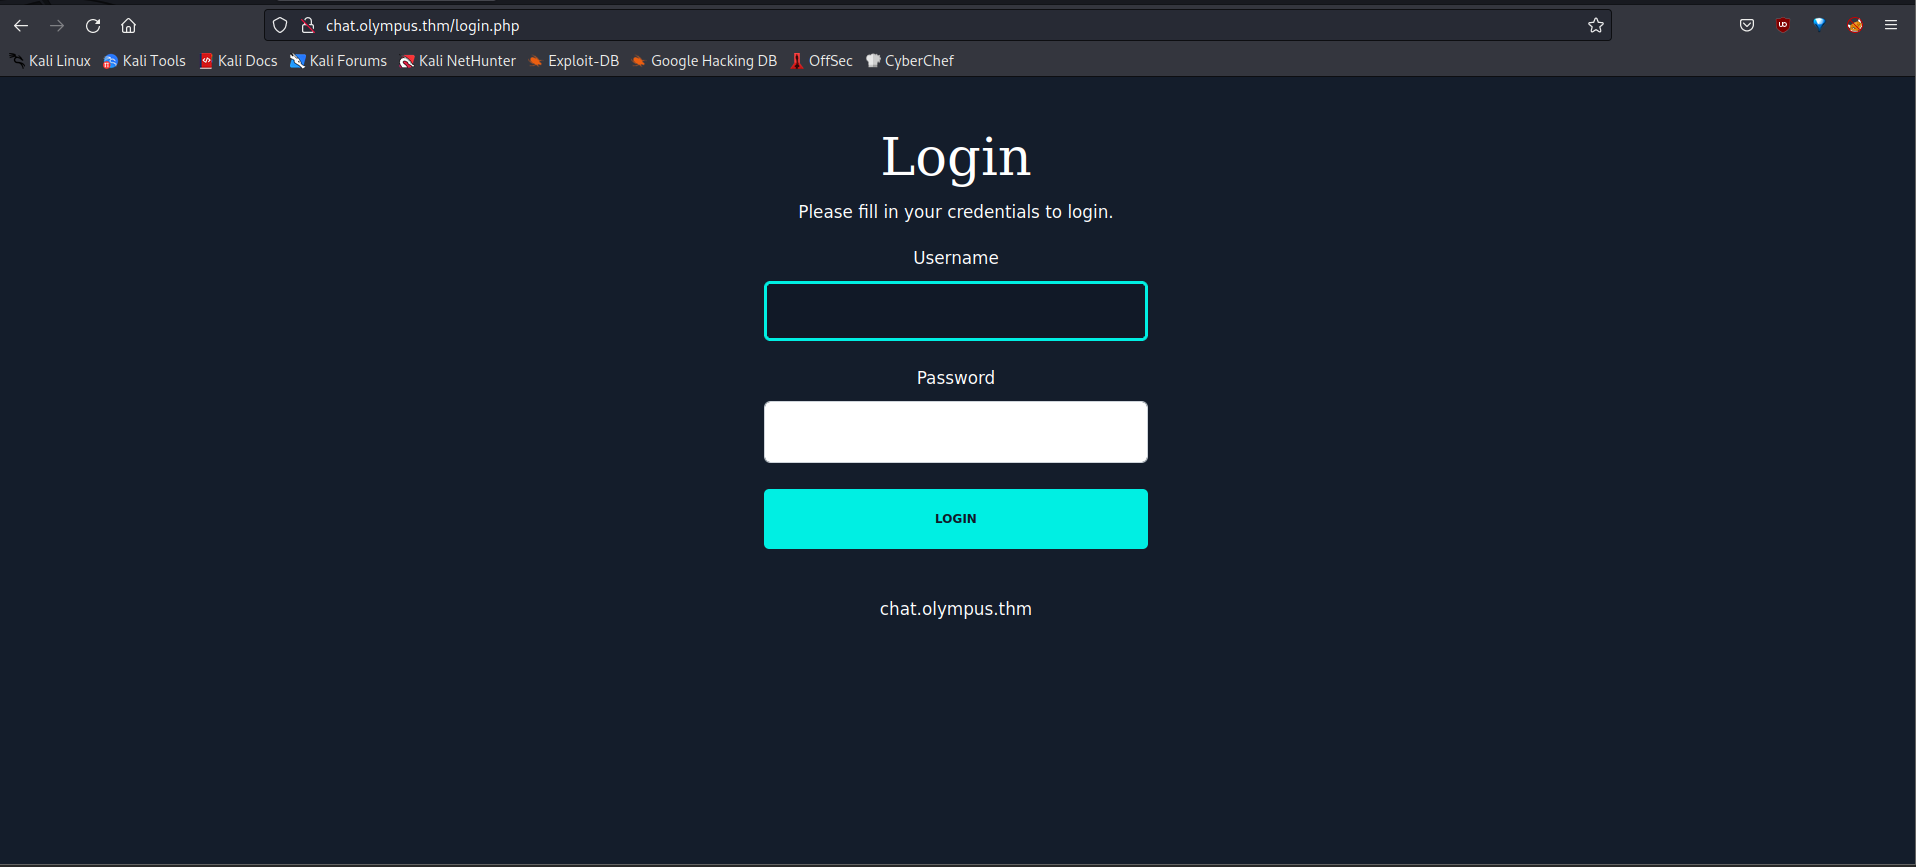 chat.olympus.thm/login.php
Kali Linux Kali Tools Kali Docs Kali Forums Kali NetHunter Exploit-DB Google Hacking DB OffSec CyberChef
Login
Please fill in your credentials to login.
Username
Password
LOGIN
chat.olympus.thm